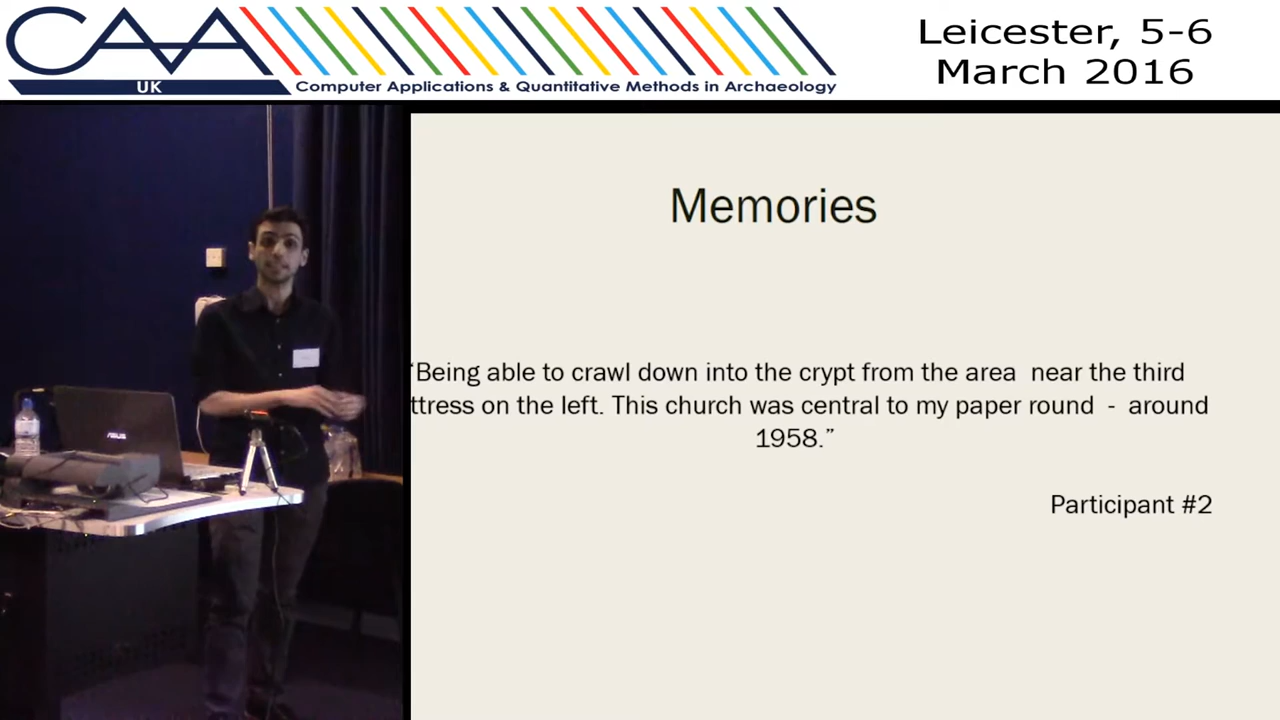 CAA
UK
Computer Applications & Quantitative Methods in Archaeology
Leicester, 5-6
March 2016
Memories
“Being able to crawl down into the crypt from the area near the third
ttress on the left. This church was central to my paper round - around
1958.”
Participant #2
ASUS